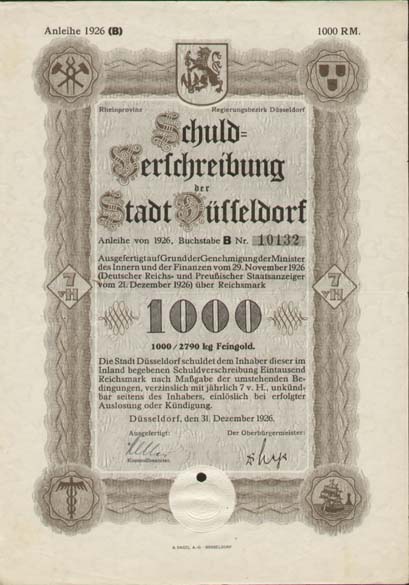 Anleihe 1926 (B)
1000 RM.
Rheinprovinz
Regierungsbezirk Düsseldorf
Schuld=
Verschreibung
der
Stadt Düsseldorf
Anleihe von 1926, Buchstabe B Nr. 10132
Ausgefertigt auf Grund der Genehmigung der Minister
des Innern und der Finanzen vom 29. November 1926
(Deutscher Reichs- und Preußischer Staatsanzeiger
vom 21. Dezember 1926) über Reichsmark
7 vH
7 vH
1000
1000/2790 kg Feingold.
Die Stadt Düsseldorf schuldet dem Inhaber dieser im
Inland begebenen Schuldverschreibung Eintausend
Reichsmark nach Maßgabe der umstehenden Be-
dingungen, verzinslich mit jährlich 7 v. H., unkünd-
bar seitens des Inhabers, einlöslich bei erfolgter
Auslosung oder Kündigung.
Düsseldorf, den 31. Dezember 1926.
Ausgefertigt:
Der Oberbürgermeister:
A. BAGEL, A.-G. DÜSSELDORF